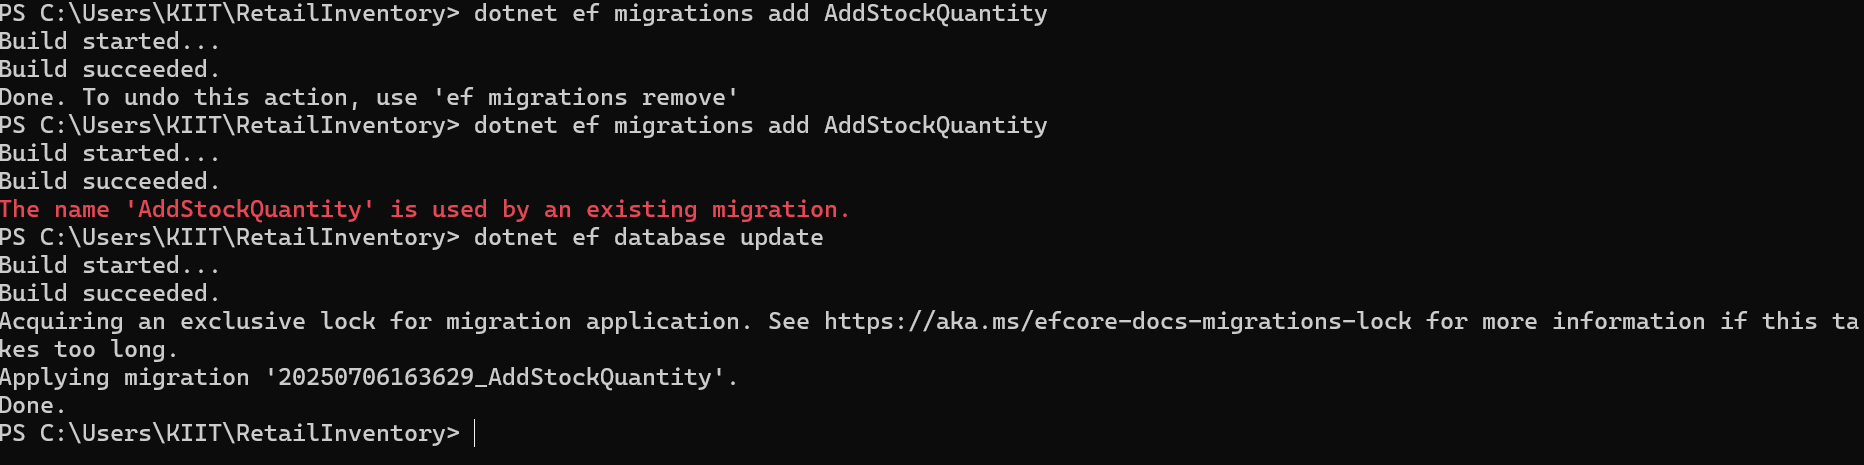 PS C:\Users\KIIT\RetailInventory> dotnet ef migrations add AddStockQuantity
Build started...
Build succeeded.
Done. To undo this action, use 'ef migrations remove'
PS C:\Users\KIIT\RetailInventory> dotnet ef migrations add AddStockQuantity
Build started...
Build succeeded.
The name 'AddStockQuantity' is used by an existing migration.
PS C:\Users\KIIT\RetailInventory> dotnet ef database update
Build started...
Build succeeded.
Acquiring an exclusive lock for migration application. See https://aka.ms/efcore-docs-migrations-lock for more information if this ta
kes too long.
Applying migration '20250706163629_AddStockQuantity'.
Done.
PS C:\Users\KIIT\RetailInventory>